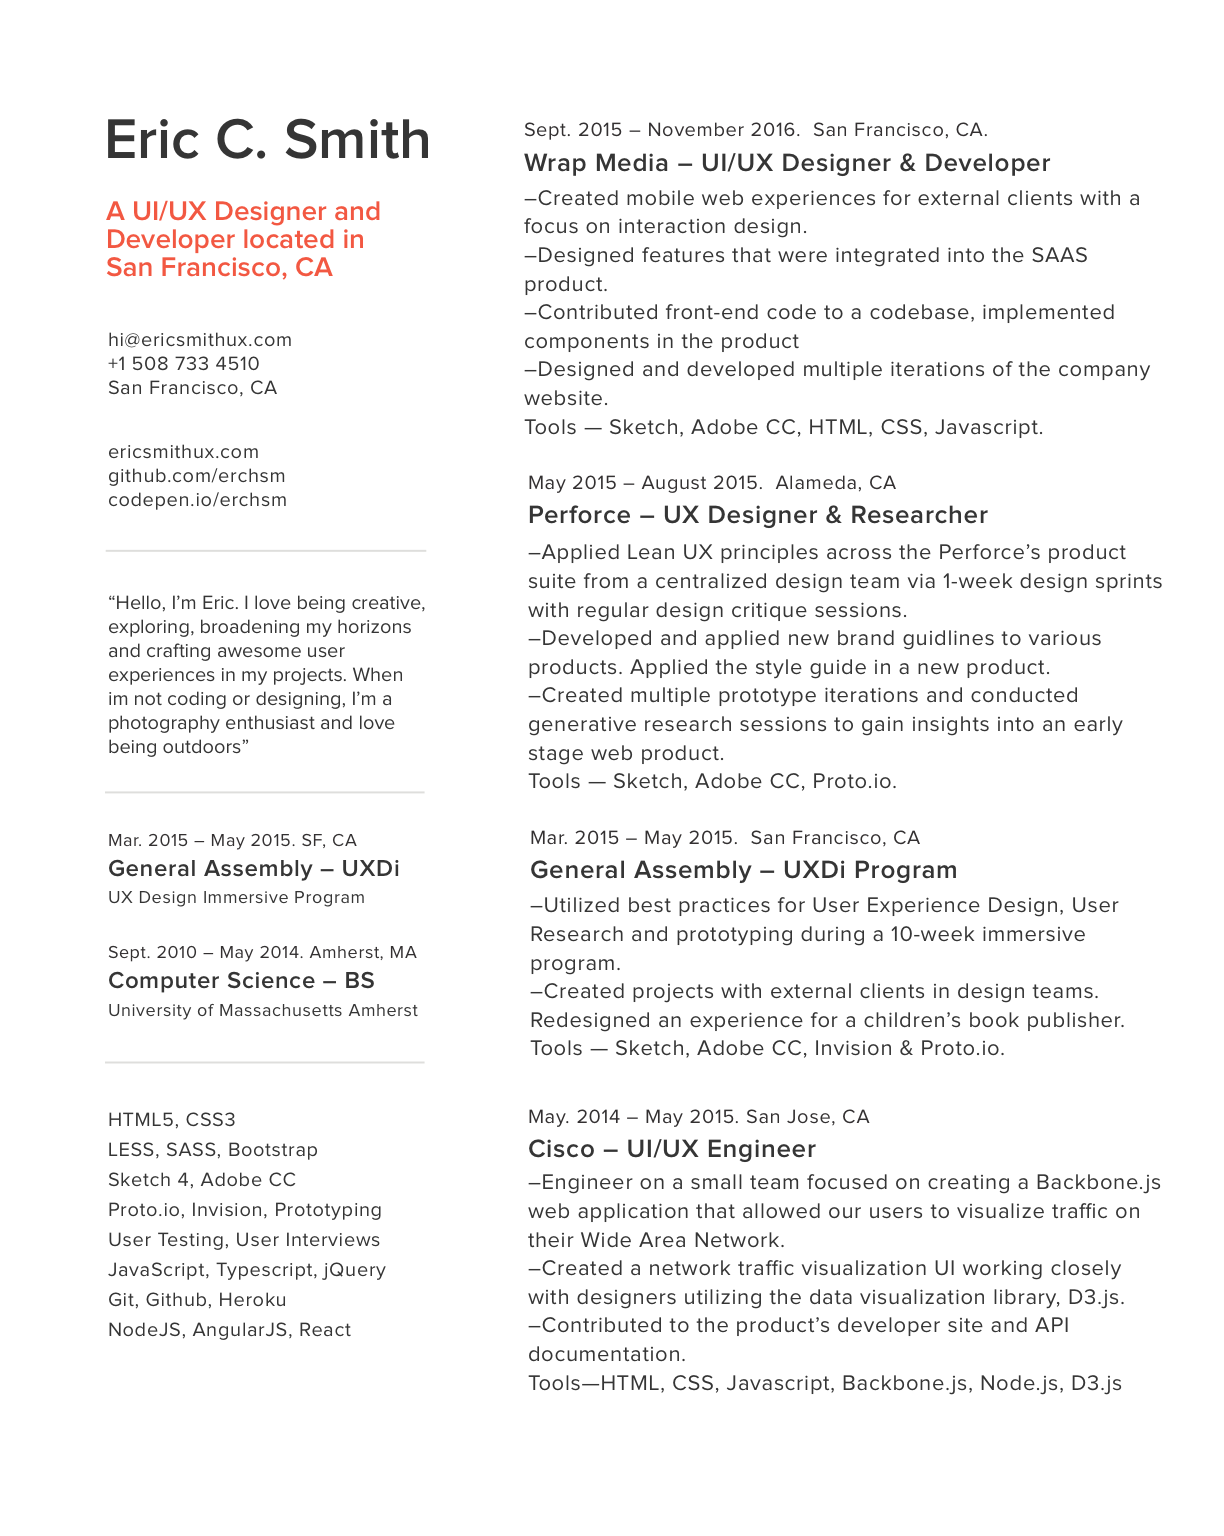 Eric C. Smith
A UI/UX Designer and
Developer located in
San Francisco, CA
hi@ericsmithux.com
+1 508 733 4510
San Francisco, CA
ericsmithux.com
github.com/erchsm
codepen.io/erchsm
“Hello, I’m Eric. I love being creative,
exploring, broadening my horizons
and crafting awesome user
experiences in my projects. When
im not coding or designing, I’m a
photography enthusiast and love
being outdoors”
Mar. 2015 – May 2015. SF, CA
General Assembly – UXDi
UX Design Immersive Program
Sept. 2010 – May 2014. Amherst, MA
Computer Science – BS
University of Massachusetts Amherst
HTML5, CSS3
LESS, SASS, Bootstrap
Sketch 4, Adobe CC
Proto.io, Invision, Prototyping
User Testing, User Interviews
JavaScript, Typescript, jQuery
Git, Github, Heroku
NodeJS, AngularJS, React
Sept. 2015 – November 2016.  San Francisco, CA.
Wrap Media – UI/UX Designer & Developer
–Created mobile web experiences for external clients with a
focus on interaction design.
–Designed features that were integrated into the SAAS
product.
–Contributed front-end code to a codebase, implemented
components in the product
–Designed and developed multiple iterations of the company
website.
Tools — Sketch, Adobe CC, HTML, CSS, Javascript.
May 2015 – August 2015.  Alameda, CA
Perforce – UX Designer & Researcher
–Applied Lean UX principles across the Perforce’s product
suite from a centralized design team via 1-week design sprints
with regular design critique sessions.
–Developed and applied new brand guidlines to various
products. Applied the style guide in a new product.
–Created multiple prototype iterations and conducted
generative research sessions to gain insights into an early
stage web product.
Tools — Sketch, Adobe CC, Proto.io.
Mar. 2015 – May 2015.  San Francisco, CA
General Assembly – UXDi Program
–Utilized best practices for User Experience Design, User
Research and prototyping during a 10-week immersive
program.
–Created projects with external clients in design teams.
Redesigned an experience for a children’s book publisher.
Tools — Sketch, Adobe CC, Invision & Proto.io.
May. 2014 – May 2015. San Jose, CA
Cisco – UI/UX Engineer
–Engineer on a small team focused on creating a Backbone.js
web application that allowed our users to visualize traffic on
their Wide Area Network.
–Created a network traffic visualization UI working closely
with designers utilizing the data visualization library, D3.js.
–Contributed to the product’s developer site and API
documentation.
Tools—HTML, CSS, Javascript, Backbone.js, Node.js, D3.js